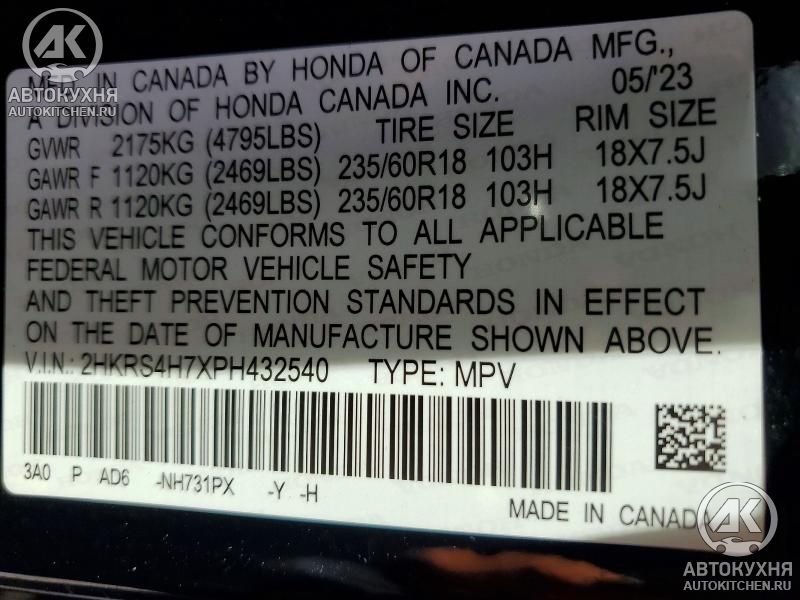 AK
АВТОКУХНЯ
AUTOKITCHEN.RU
MFD. IN CANADA BY HONDA OF CANADA MFG.,
A DIVISION OF HONDA CANADA INC. 05/'23
GVWR 2175KG (4795LBS) TIRE SIZE RIM SIZE
GAWR F 1120KG (2469LBS) 235/60R18 103H 18X7.5J
GAWR R 1120KG (2469LBS) 235/60R18 103H 18X7.5J
THIS VEHICLE CONFORMS TO ALL APPLICABLE
FEDERAL MOTOR VEHICLE SAFETY
AND THEFT PREVENTION STANDARDS IN EFFECT
ON THE DATE OF MANUFACTURE SHOWN ABOVE.
V.I.N.: 2HKRS4H7XPH432540 TYPE: MPV
3A0 P AD6 -NH731PX -Y -H
MADE IN CANADA
AK
АВТОКУХНЯ
AUTOKITCHEN.RU